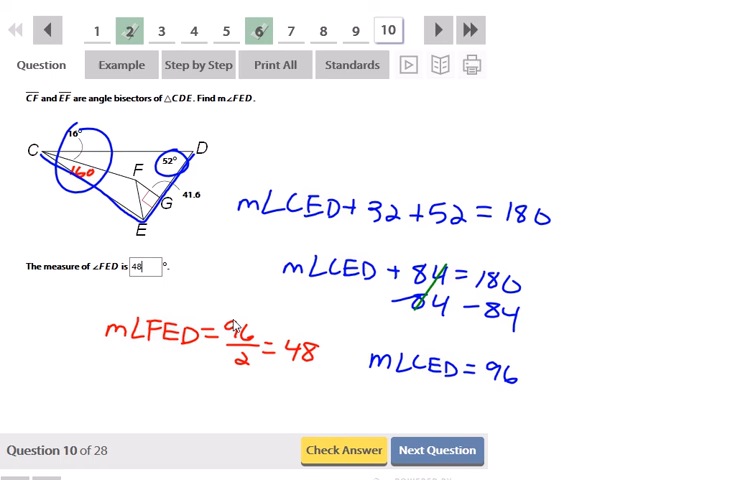 1 2 3 4 5 6 7 8 9 10
Question Example Step by Step Print All Standards
CF and EF are angle bisectors of △CDE. Find m∠FED.
16°
C
D
52°
160
F
41.6
G
E
m∠CED + 32 + 52 = 180
The measure of ∠FED is 48 °.
m∠CED + 84 = 180
-84 -84
m∠FED = 96/2 = 48
m∠CED = 96
Question 10 of 28 Check Answer Next Question